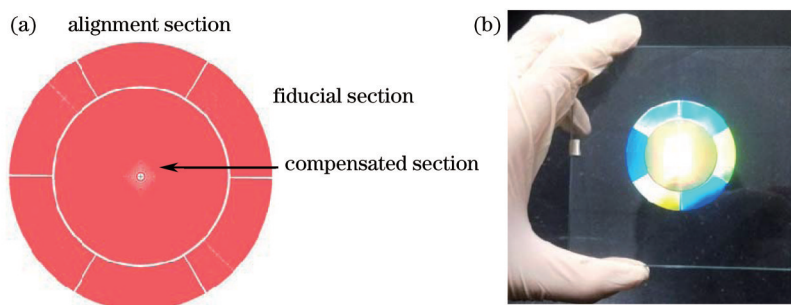 (a)
alignment section
fiducial section
compensated section
(b)